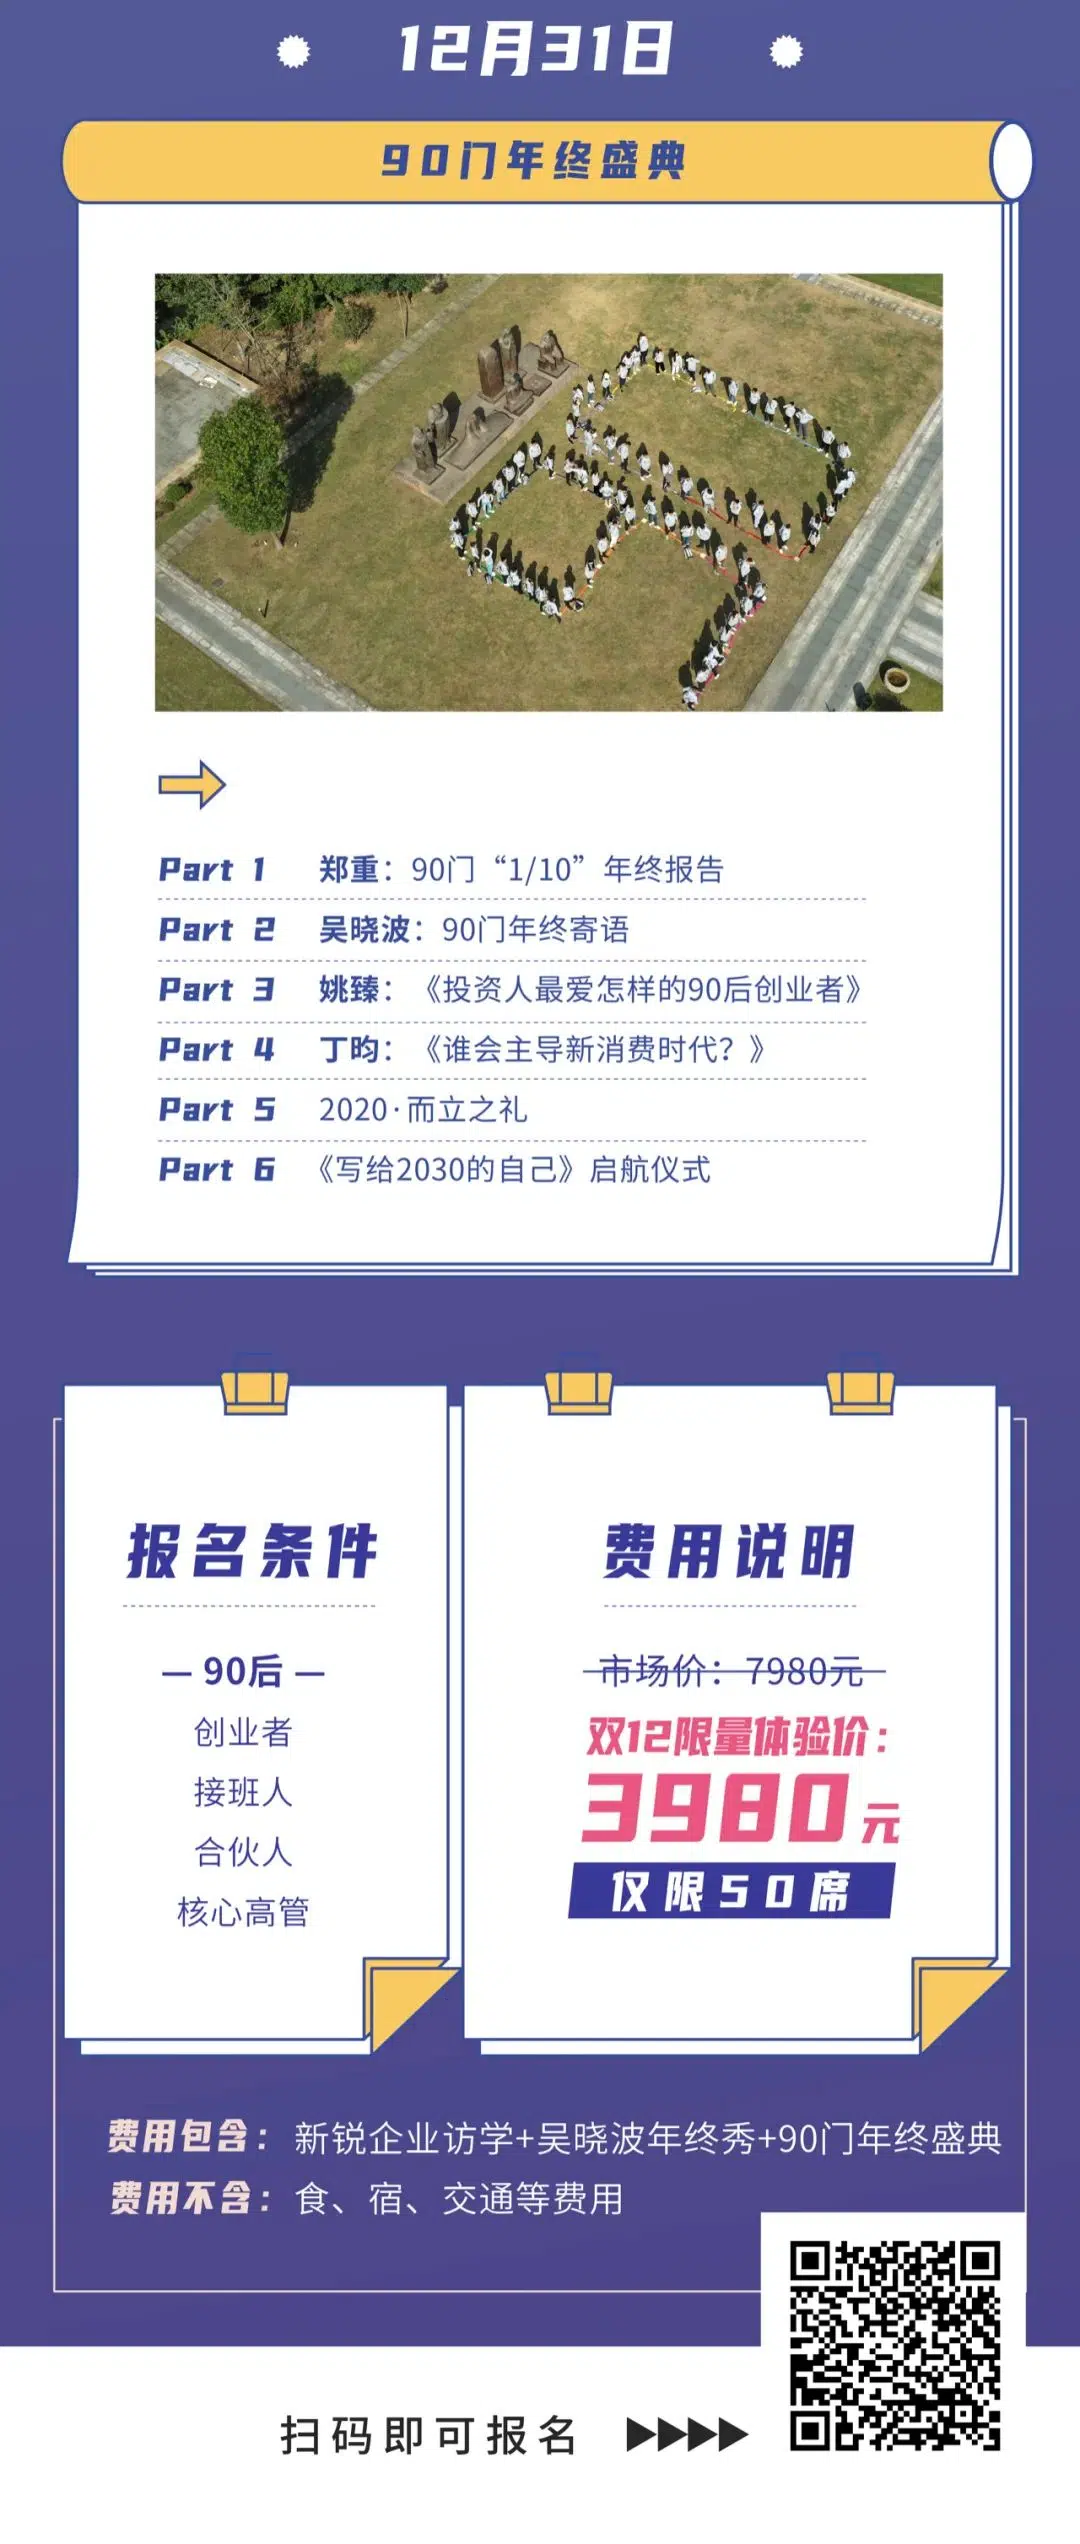 12月31日
90门年终盛典
Part 1 郑重：90门“1/10”年终报告
Part 2 吴晓波：90门年终寄语
Part 3 姚臻：《投资人最爱怎样的90后创业者》
Part 4 丁昀：《谁会主导新消费时代？》
Part 5 2020·而立之礼
Part 6 《写给2030的自己》启航仪式
报名条件
— 90后 —
创业者
接班人
合伙人
核心高管
费用说明
市场价：7980元
双12限量体验价：
3980元
仅限50席
费用包含：新锐企业访学+吴晓波年终秀+90门年终盛典
费用不含：食、宿、交通等费用
扫码即可报名